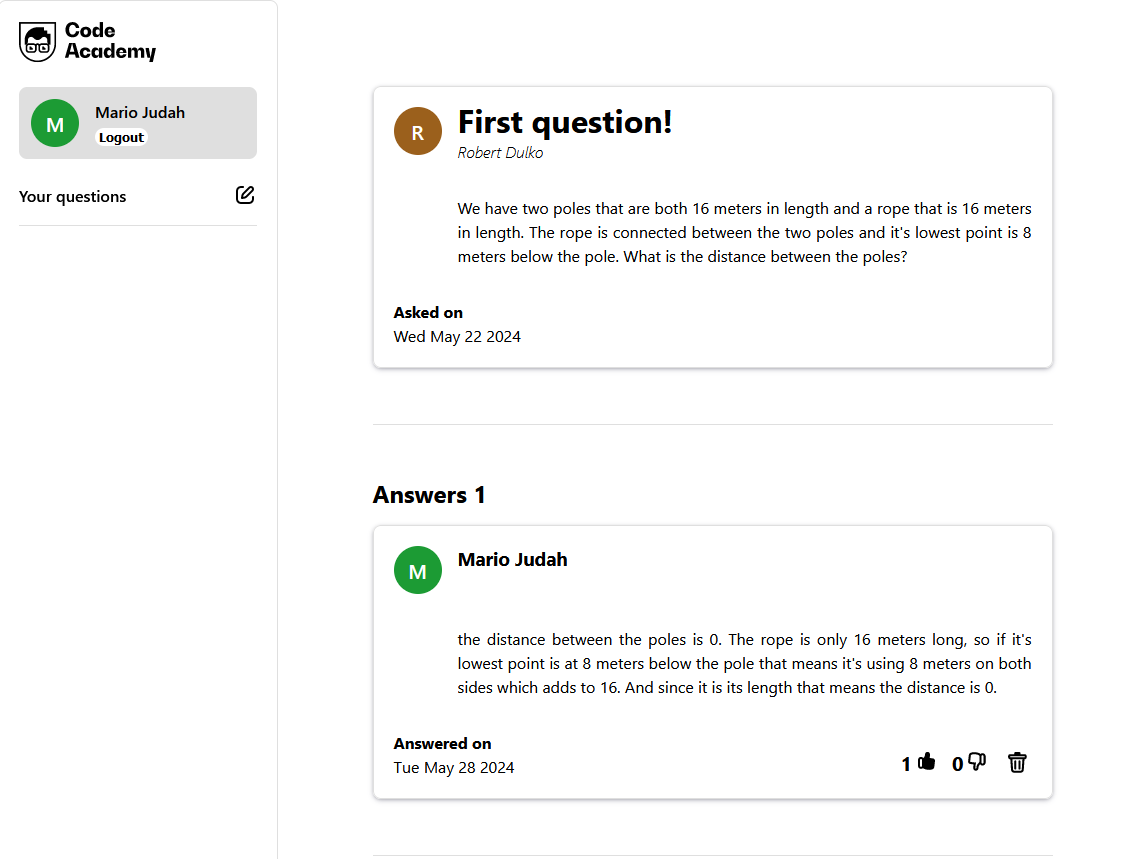 Code
Academy
M
Mario Judah
Logout
Your questions
R
First question!
Robert Dulko
We have two poles that are both 16 meters in length and a rope that is 16 meters
in length. The rope is connected between the two poles and it's lowest point is 8
meters below the pole. What is the distance between the poles?
Asked on
Wed May 22 2024
Answers 1
M
Mario Judah
the distance between the poles is 0. The rope is only 16 meters long, so if it's
lowest point is at 8 meters below the pole that means it's using 8 meters on both
sides which adds to 16. And since it is its length that means the distance is 0.
Answered on
Tue May 28 2024
1
0